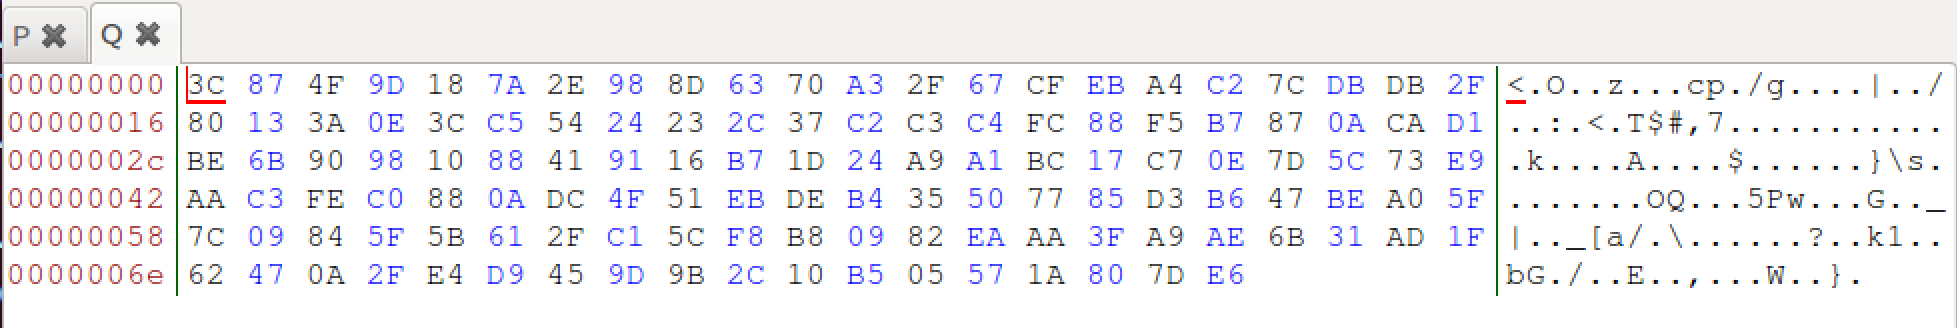 P ✖ Q ✖
00000000 3C 87 4F 9D 18 7A 2E 98 8D 63 70 A3 2F 67 CF EB A4 C2 7C DB DB 2F <.O..z...cp./g....|../
00000016 80 13 3A 0E 3C C5 54 24 23 2C 37 C2 C3 C4 FC 88 F5 B7 87 0A CA D1 ..:.<.T$#,7...........
0000002c BE 6B 90 98 10 88 41 91 16 B7 1D 24 A9 A1 BC 17 C7 0E 7D 5C 73 E9 .k....A....$......}\s.
00000042 AA C3 FE C0 88 0A DC 4F 51 EB DE B4 35 50 77 85 D3 B6 47 BE A0 5F .......OQ...5Pw...G.._
00000058 7C 09 84 5F 5B 61 2F C1 5C F8 B8 09 82 EA AA 3F A9 AE 6B 31 AD 1F |.._[a/.\......?..k1..
0000006e 62 47 0A 2F E4 D9 45 9D 9B 2C 10 B5 05 57 1A 80 7D E6 bG./..E..,...W..}.